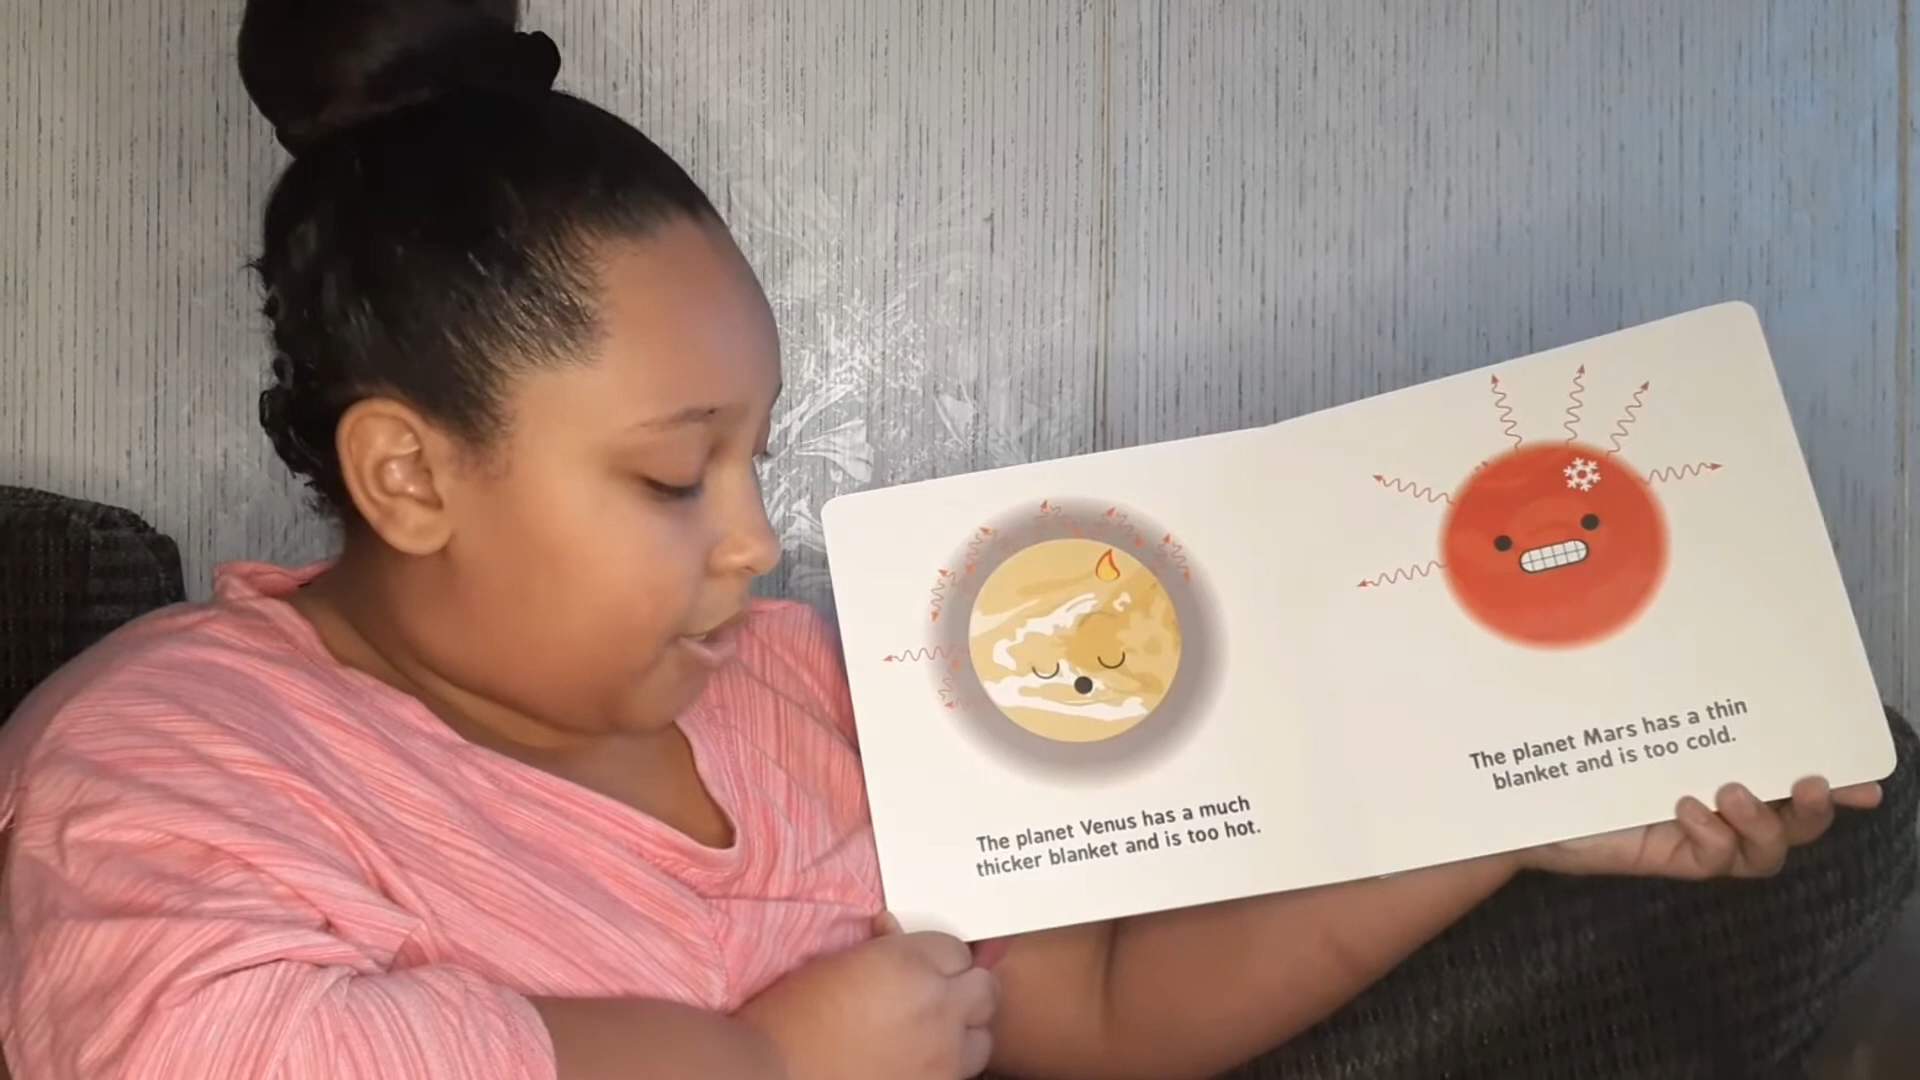 The planet Venus has a much
thicker blanket and is too hot.
The planet Mars has a thin
blanket and is too cold.